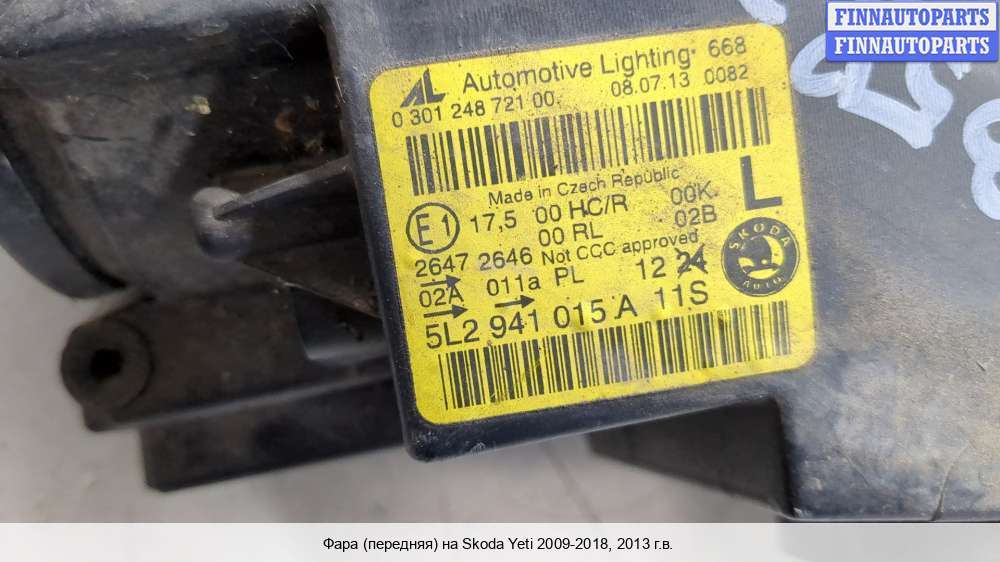 FINNAUTOPARTS
FINNAUTOPARTS
AL Automotive Lighting 668
0 301 248 721 00 08.07.13 0082
Made in Czech Republic
L
E1 17,5 00 HC/R 00K
00 RL 02B
2647 2646 Not CCC approved
02A 011a PL 12 24
5L2 941 015 A 11S
SKODA
AUTO
Фара (передняя) на Skoda Yeti 2009-2018, 2013 г.в.